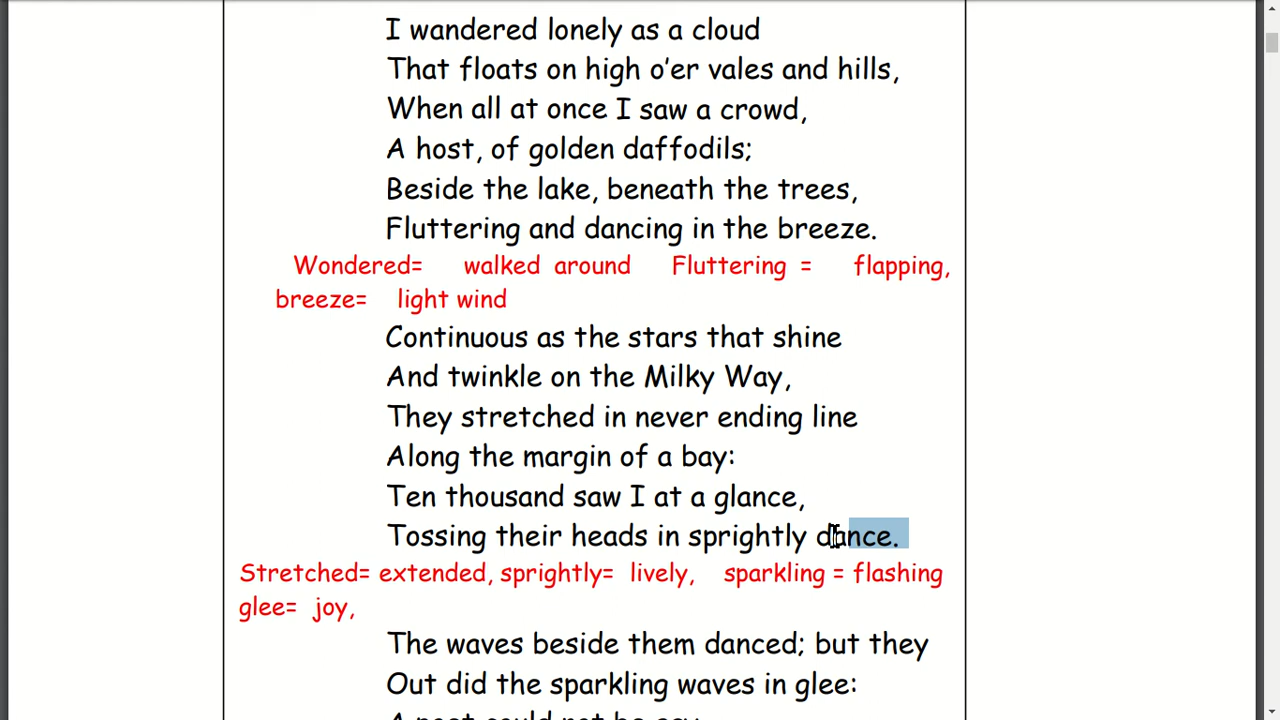 I wandered lonely as a cloud
That floats on high o'er vales and hills,
When all at once I saw a crowd,
A host, of golden daffodils;
Beside the lake, beneath the trees,
Fluttering and dancing in the breeze.
Wondered= walked around Fluttering = flapping,
breeze= light wind
Continuous as the stars that shine
And twinkle on the Milky Way,
They stretched in never ending line
Along the margin of a bay:
Ten thousand saw I at a glance,
Tossing their heads in sprightly dance.
Stretched= extended, sprightly= lively, sparkling = flashing
glee= joy,
The waves beside them danced; but they
Out did the sparkling waves in glee:
A poet could not be gay